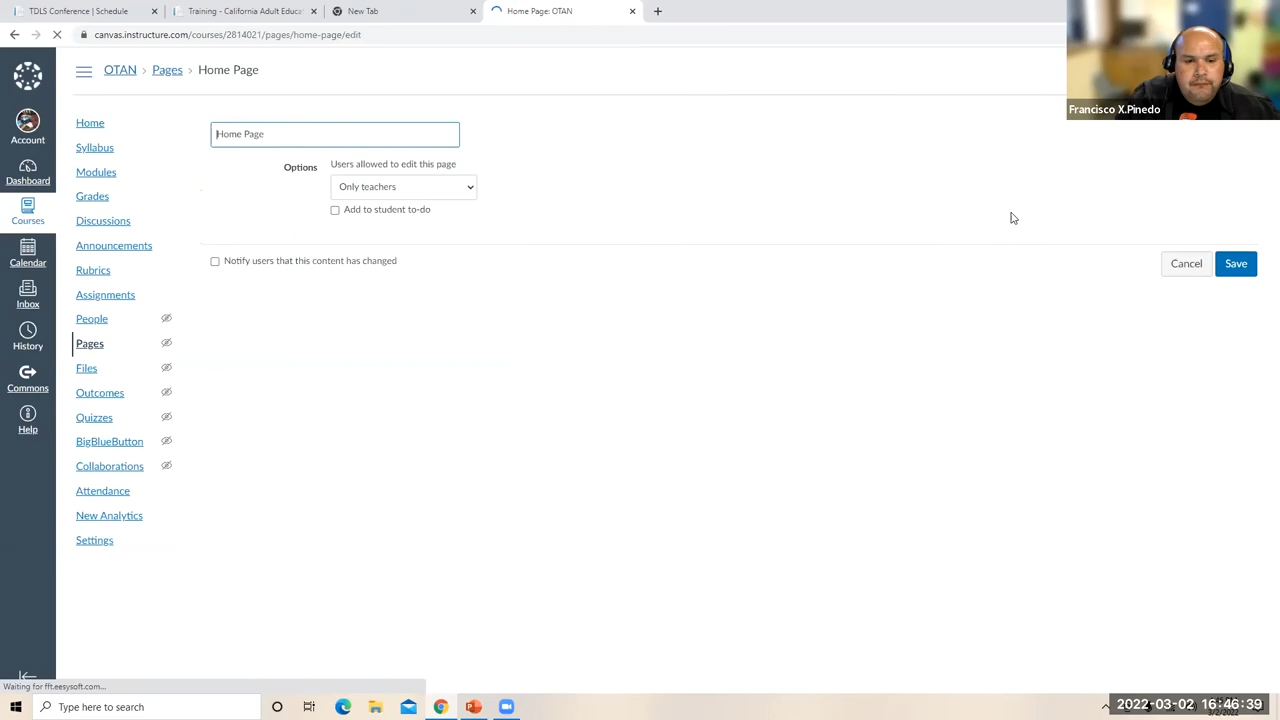 TDLS Conference | Schedule
Training - California Adult Educa
New Tab
Home Page: OTAN
canvas.instructure.com/courses/2814021/pages/home-page/edit
Francisco X.Pinedo
OTAN > Pages > Home Page
Account
Dashboard
Courses
Calendar
Inbox
History
Commons
Help
Home
Syllabus
Modules
Grades
Discussions
Announcements
Rubrics
Assignments
People
Pages
Files
Outcomes
Quizzes
BigBlueButton
Collaborations
Attendance
New Analytics
Settings
Home Page
Options
Users allowed to edit this page
Only teachers
Add to student to-do
Notify users that this content has changed
Cancel
Save
Waiting for fft.eesysoft.com...
Type here to search
2022-03-02 16:46:39